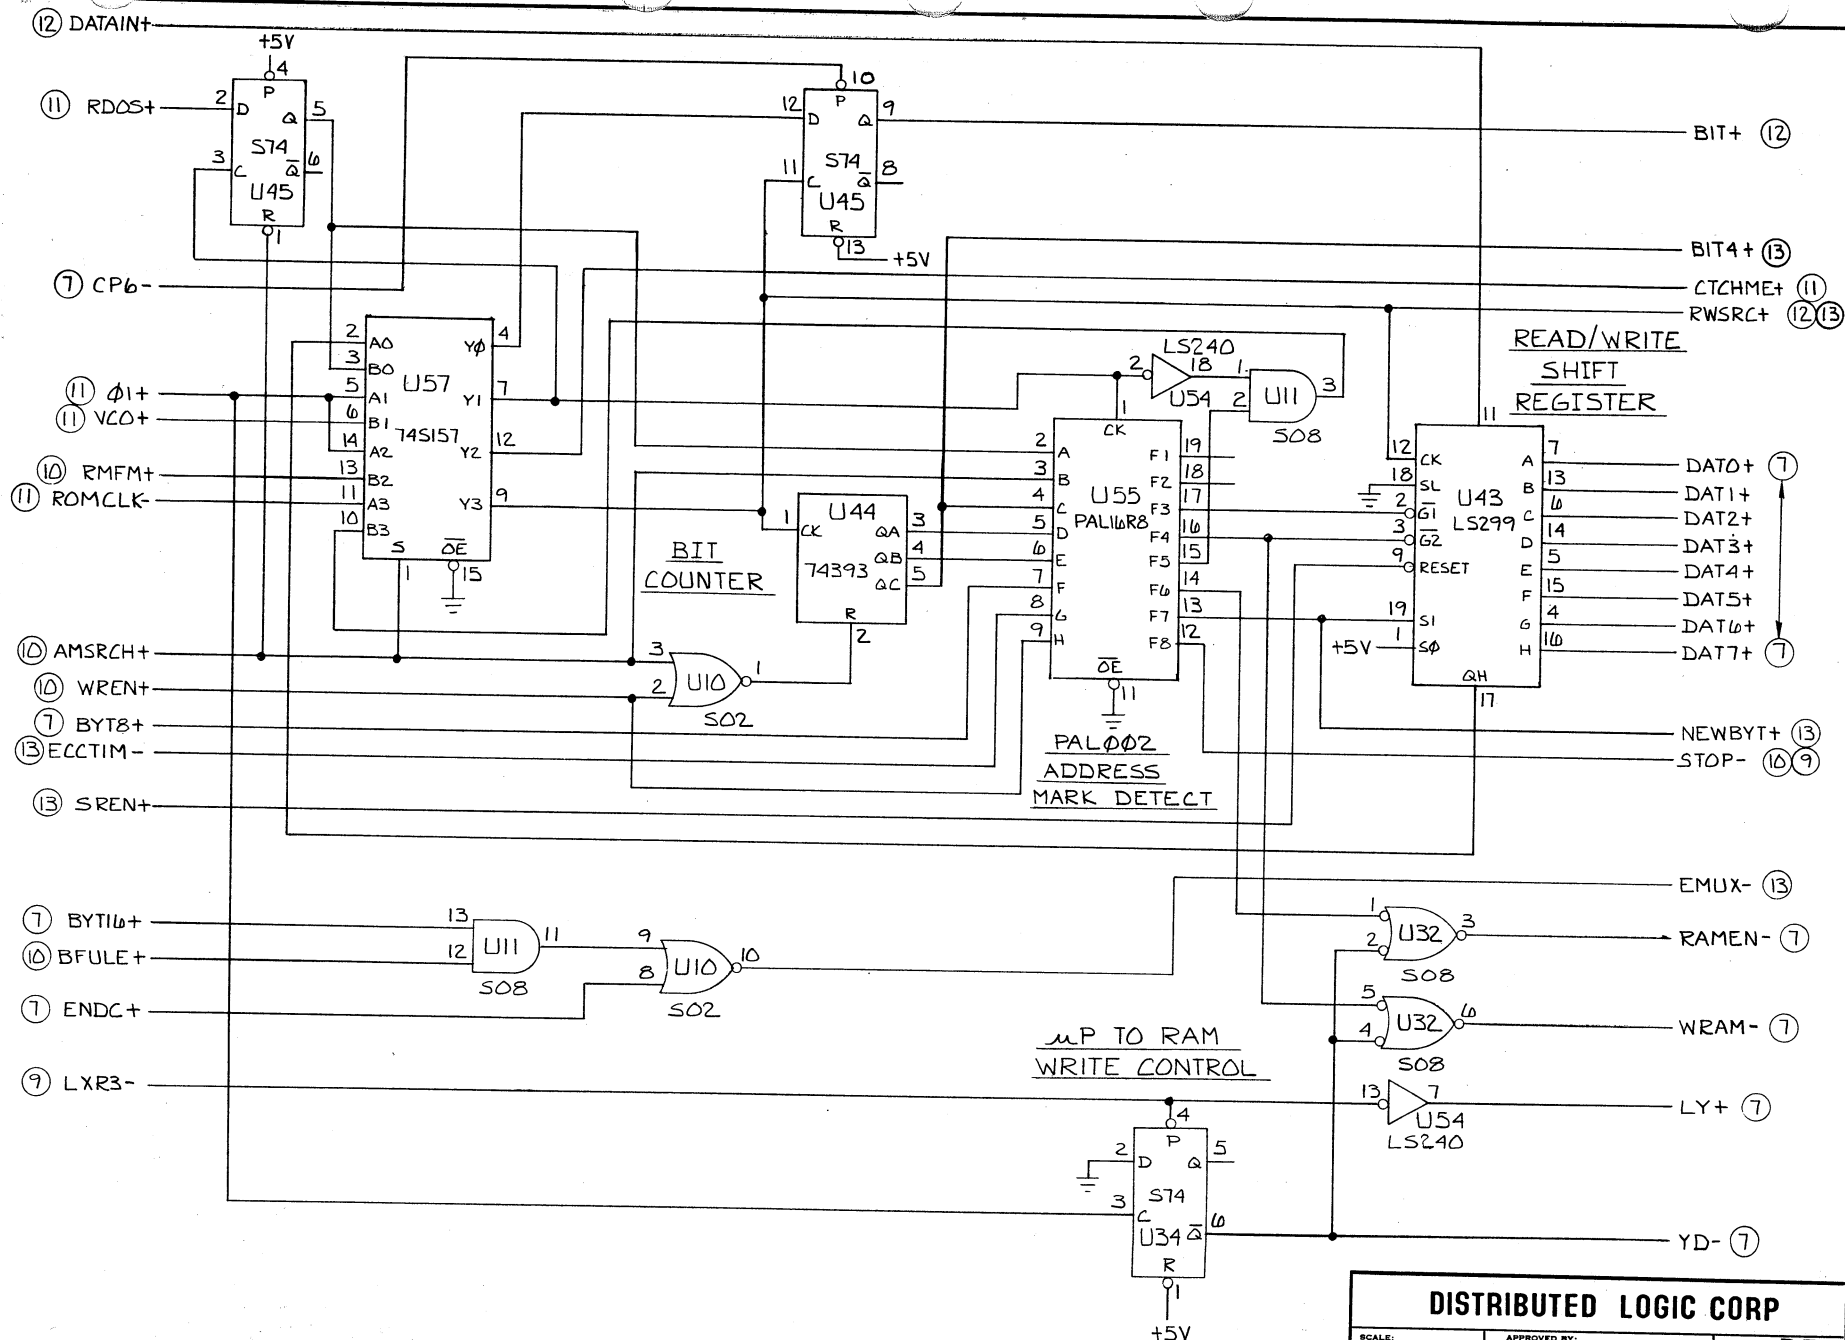 12 DATAIN+
+5V
4
P
11 RDOS+
2 D
Q 5
S74
3 C
Q 6
U45
R
1
10
P
12 D
Q 9
S74
11 C
Q 8
U45
R
13
+5V
BIT+ 12
BIT4+ 13
CTCHME+ 11
RWSRC+ 12 13
7 CP6-
2 A0
3 B0
5 A1
6 B1
14 A2
13 B2
11 A3
10 B3
U57
74S157
YØ 4
Y1 7
Y2 12
Y3 9
S
1
OE
15
11 Ø1+
11 VCO+
10 RMFM+
11 ROMCLK-
BIT
COUNTER
U44
74393
1 CK
QA 3
QB 4
QC 5
R
2
LS240
2
18
U54
1
2
U11
3
S08
1
CK
2 A
3 B
4 C
5 D
6 E
7 F
8 G
9 H
U55
PAL16R8
19 F1
18 F2
17 F3
16 F4
15 F5
14 F6
13 F7
12 F8
OE
11
PALØØ2
ADDRESS
MARK DETECT
READ/WRITE
SHIFT
REGISTER
11
12 CK
18 SL
2 G1
3 G2
9 RESET
19 S1
+5V 1 SØ
U43
LS299
A 7
B 13
C 6
D 14
E 5
F 15
G 4
H 16
QH
17
DAT0+ 7
DAT1+
DAT2+
DAT3+
DAT4+
DAT5+
DAT6+
DAT7+ 7
10 AMSRCH+
10 WREN+
7 BYT8+
13 ECCTIM-
13 SREN+
3
2
U10
1
S02
NEWBYT+ 13
STOP- 10 9
EMUX- 13
7 BYT16+
10 BFULE+
7 ENDC+
13
12
U11
11
S08
9
8
U10
10
S02
1
2
U32
3
S08
RAMEN- 7
5
4
U32
6
S08
WRAM- 7
µP TO RAM
WRITE CONTROL
9 LXR3-
13
7
U54
LS240
LY+ 7
4
P
2 D
Q 5
S74
3 C
U34
Q 6
R
1
+5V
YD- 7
DISTRIBUTED LOGIC CORP
SCALE:
APPROVED BY: